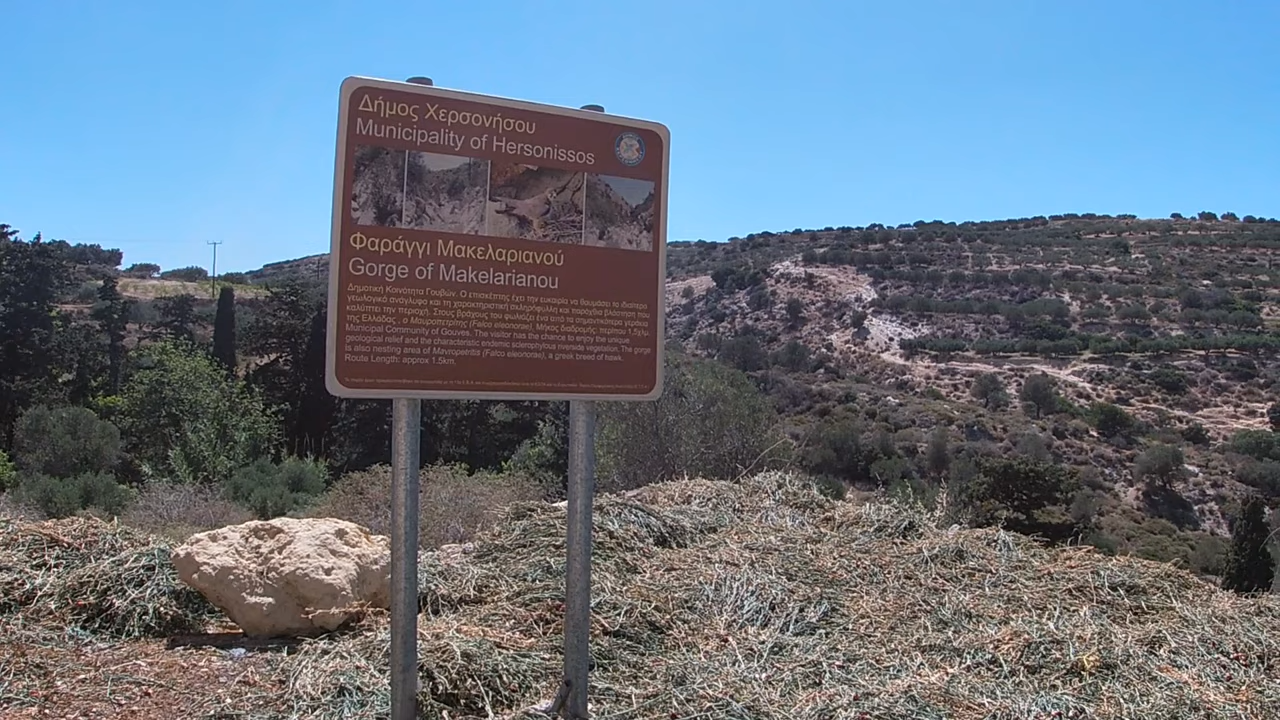 Δήμος Χερσονήσου
Municipality of Hersonissos
Φαράγγι Μακελαριανού
Gorge of Makelarianou
Δημοτική Κοινότητα Γουβών. Ο επισκέπτης έχει την ευκαιρία να θαυμάσει το ιδιαίτερο
γεωλογικό ανάγλυφο και τη χαρακτηριστική σκληρόφυλλη και παρόχθια βλάστηση που
καλύπτει την περιοχή. Στους βράχους του φωλιάζει ένα από τα σημαντικότερα γεράκια
της Ελλάδας, ο Μαυροπετρίτης (Falco eleonorae). Μήκος διαδρομής: περίπου 1,5χλμ.
Municipal Community of Gouves. The visitor has the chance to enjoy the unique
geological relief and the characteristic endemic sclerophyllus riverside vegetation. The gorge
is also nesting area of Mavropetritis (Falco eleonorae), a greek breed of hawk.
Route Length: approx 1.5km.